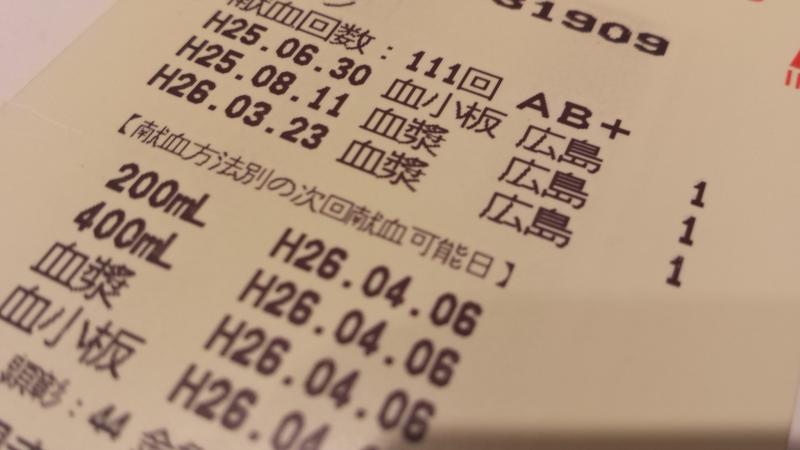 31909
献血回数：111回 AB+
H25.06.30 血小板 広島 1
H25.08.11 血漿 広島 1
H26.03.23 血漿 広島 1
【献血方法別の次回献血可能日】
200mL H26.04.06
400mL H26.04.06
血漿 H26.04.06
血小板 H26.04
顕彰：44